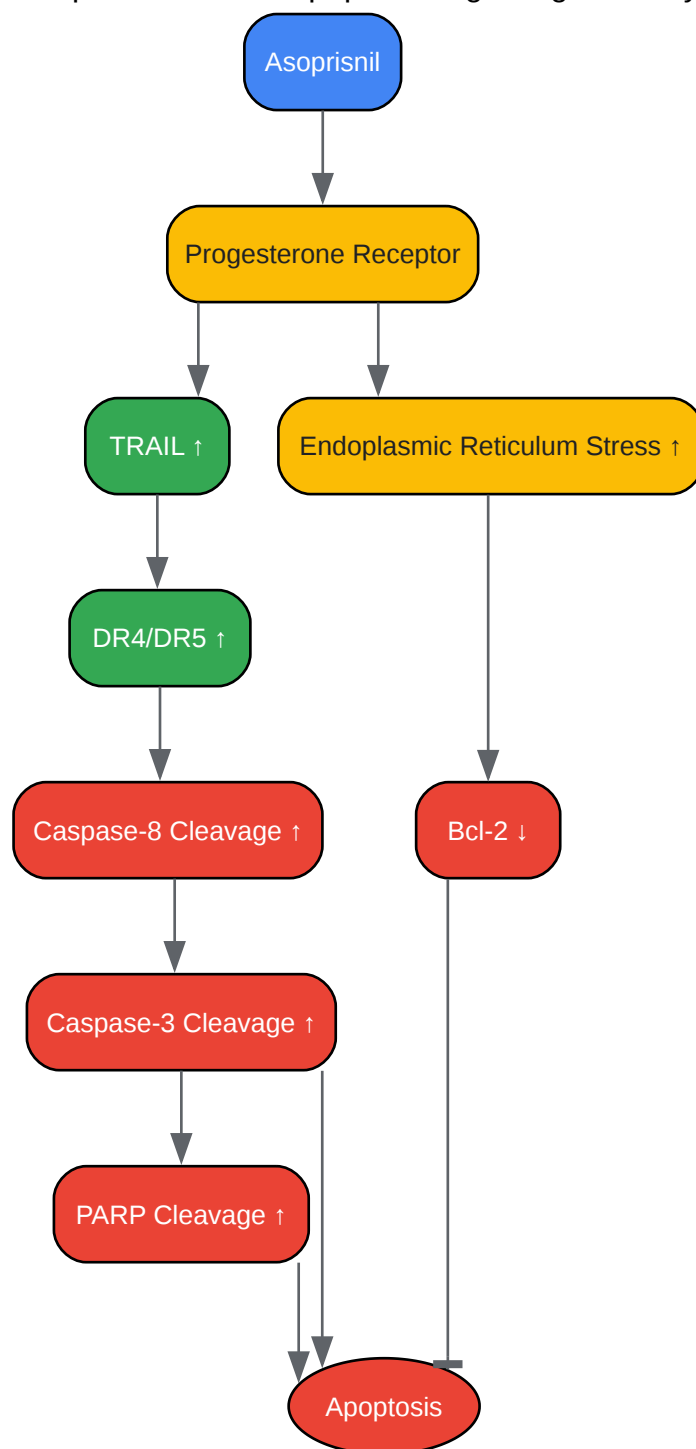 Asoprisnil
Progesterone Receptor
TRAIL ↑
Endoplasmic Reticulum Stress ↑
DR4/DR5 ↑
Caspase-8 Cleavage ↑
Bcl-2 ↓
Caspase-3 Cleavage ↑
PARP Cleavage ↑
Apoptosis